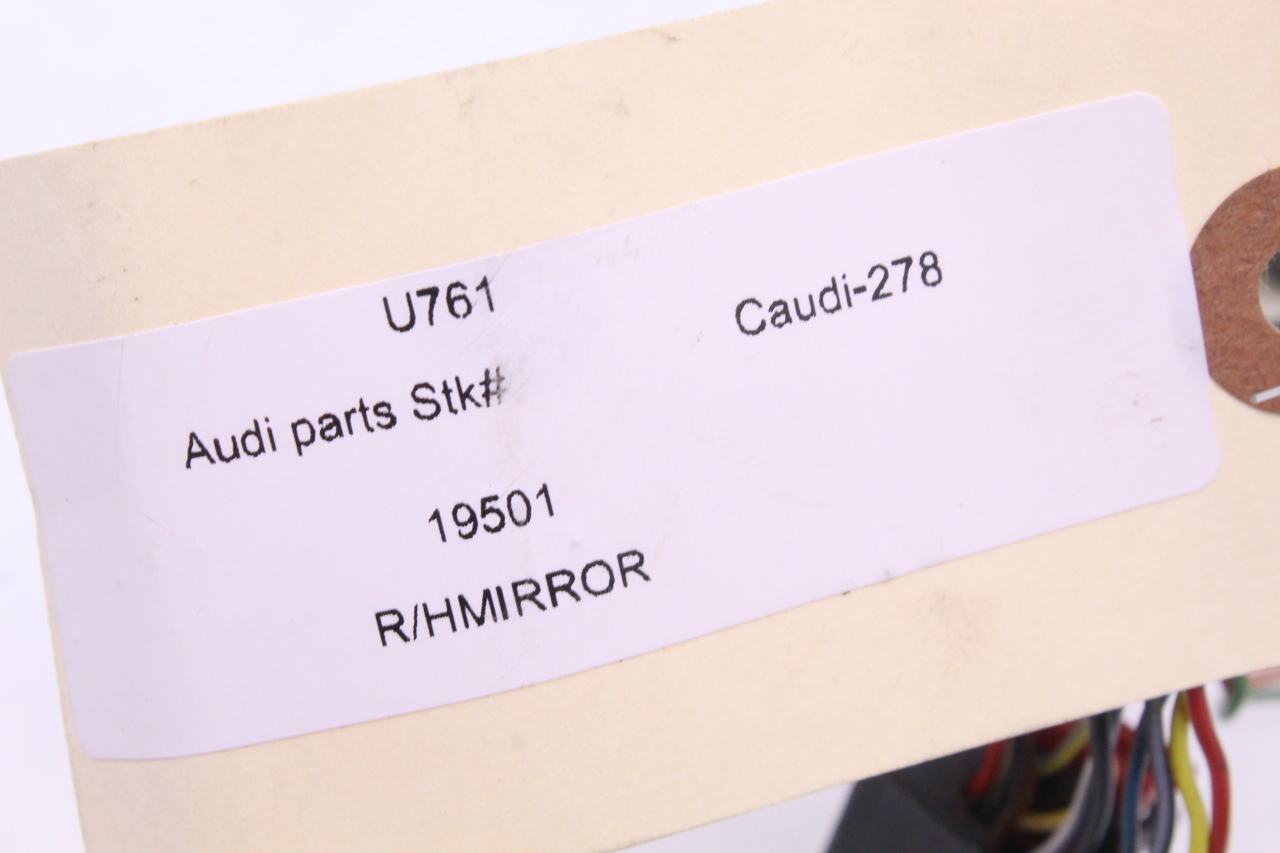 U761
Caudi-278
Audi parts Stk#
19501
R/HMIRROR